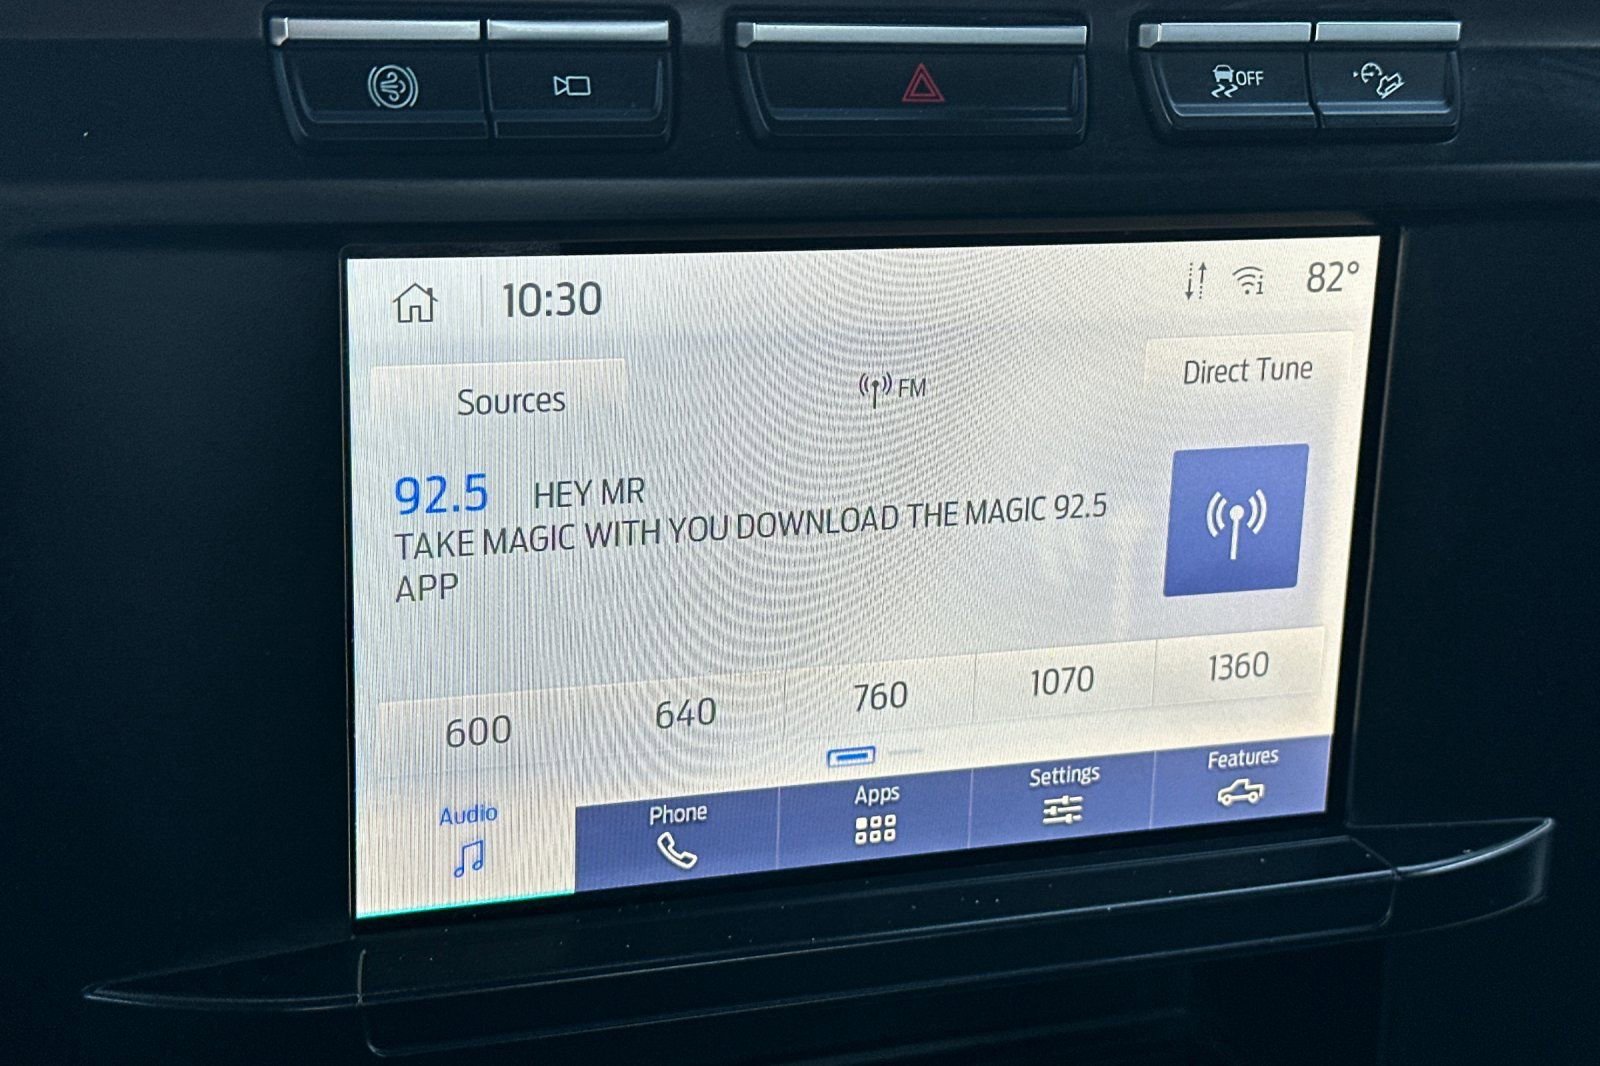 OFF
10:30
82°
Sources
FM
Direct Tune
92.5 HEY MR
TAKE MAGIC WITH YOU DOWNLOAD THE MAGIC 92.5
APP
600 640 760 1070 1360
Audio Phone Apps Settings Features